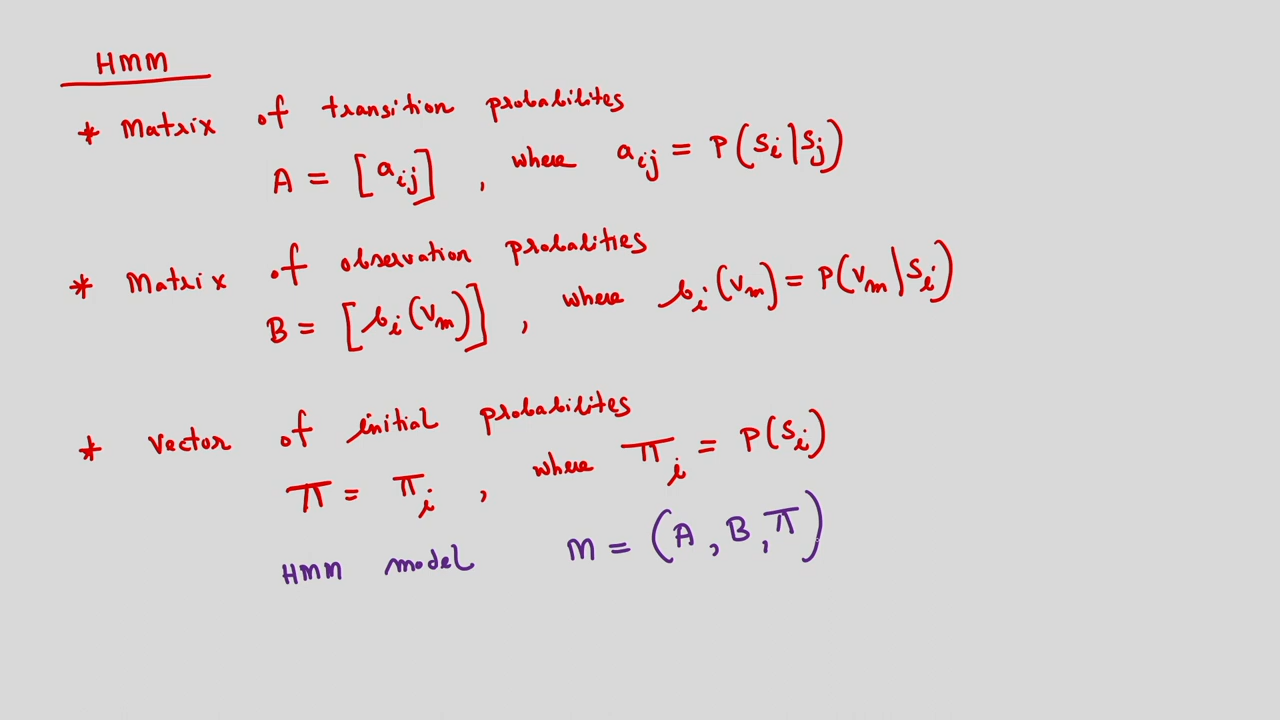 HMM
* Matrix of transition probabilites
A = [aij] , where aij = P(si|sj)
* Matrix of observation probalities
B = [bi(vm)] , where bi(vm) = P(vm|si)
* Vector of initial probabilites
π = πi , where πi = P(si)
HMM model M = (A, B, π)